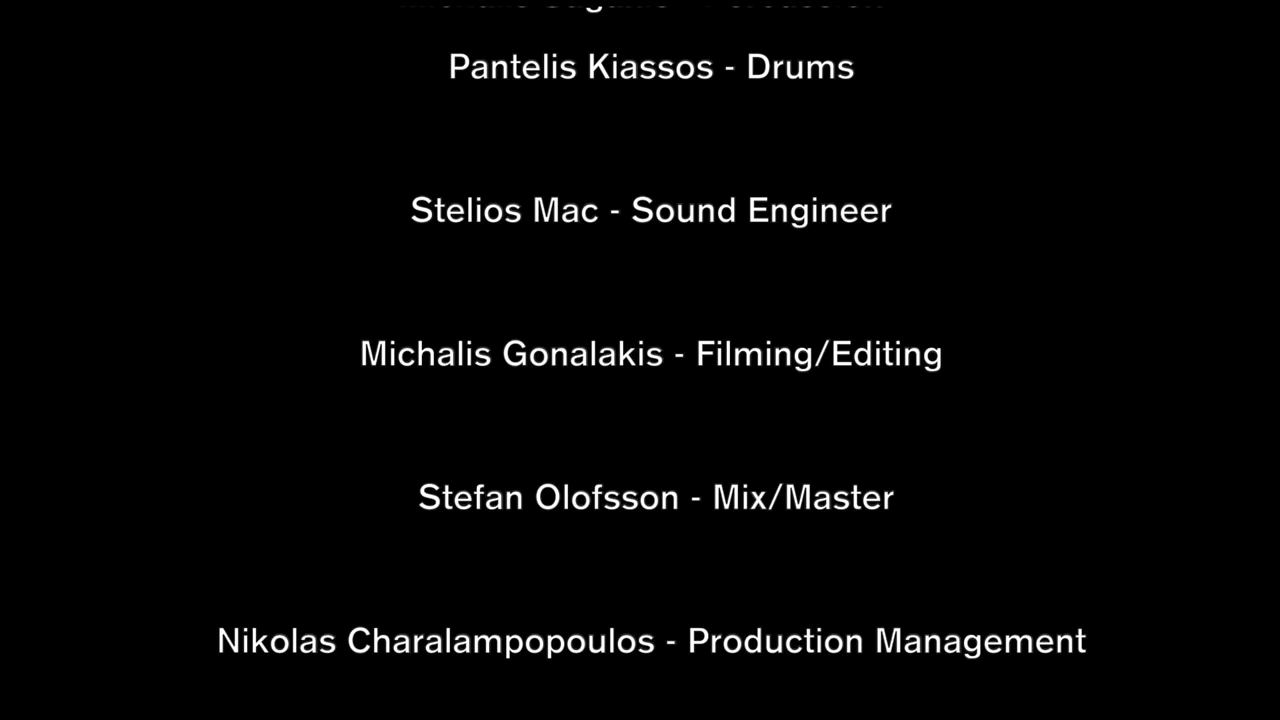 Pantelis Kiassos - Drums
Stelios Mac - Sound Engineer
Michalis Gonalakis - Filming/Editing
Stefan Olofsson - Mix/Master
Nikolas Charalampopoulos - Production Management